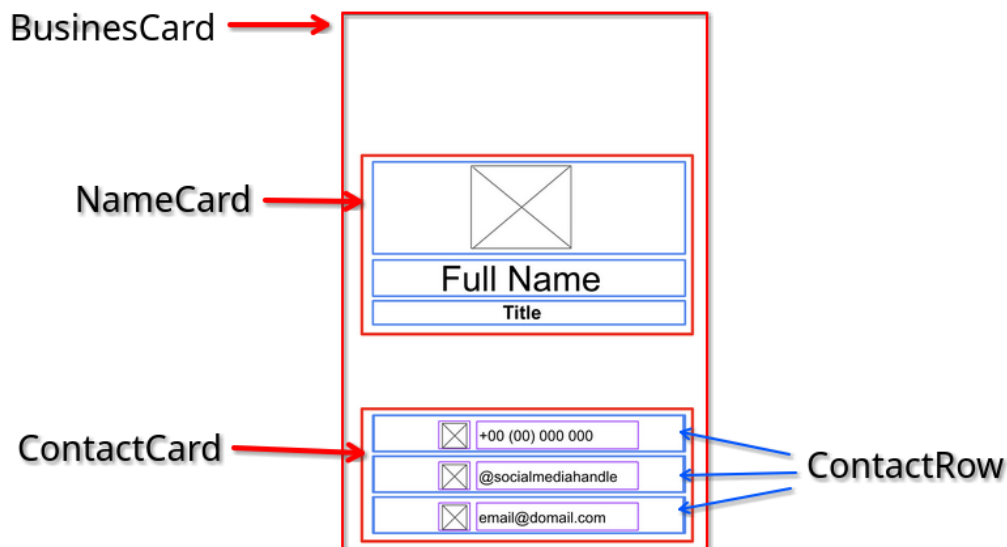 BusinesCard
NameCard
Full Name
Title
ContactCard
+00 (00) 000 000
@socialmediahandle
email@domail.com
ContactRow